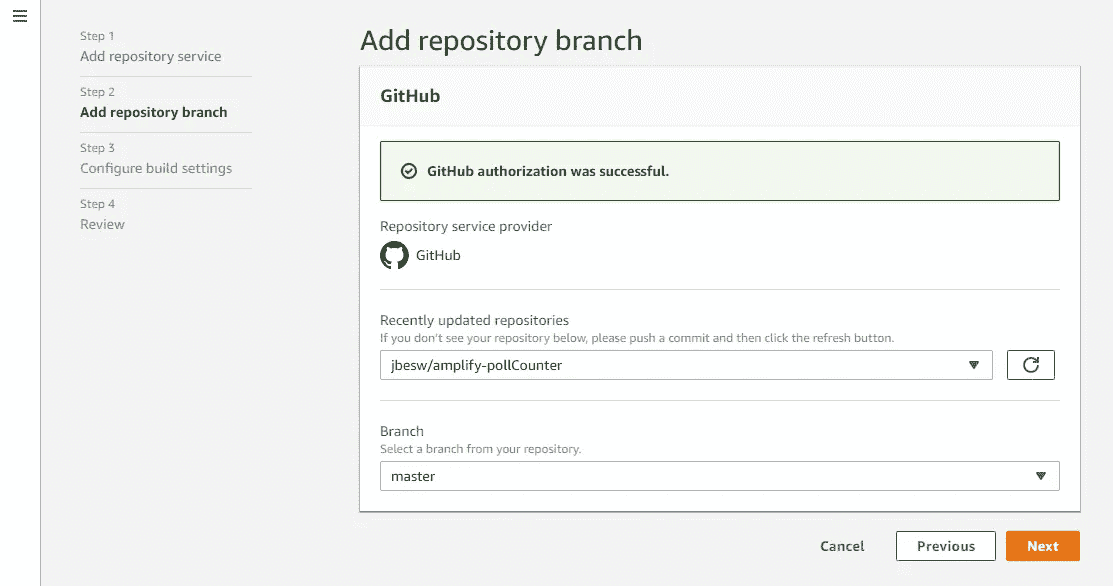 Step 1
Add repository service
Step 2
Add repository branch
Step 3
Configure build settings
Step 4
Review
Add repository branch
GitHub
GitHub authorization was successful.
Repository service provider
GitHub
Recently updated repositories
If you don't see your repository below, please push a commit and then click the refresh button.
jbesw/amplify-pollCounter
Branch
Select a branch from your repository.
master
Cancel
Previous
Next